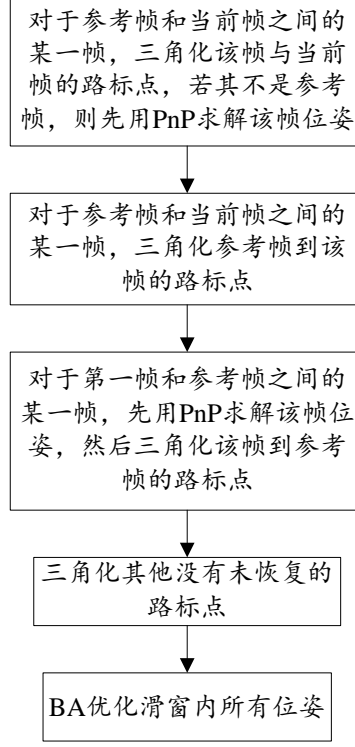 对于参考帧和当前帧之间的
某一帧，三角化该帧与当前
帧的路标点，若其不是参考
帧，则先用PnP求解该帧位姿
对于参考帧和当前帧之间的
某一帧，三角化参考帧到该
帧的路标点
对于第一帧和参考帧之间的
某一帧，先用PnP求解该帧位
姿，然后三角化该帧到参考
帧的路标点
三角化其他没有未恢复的
路标点
BA优化滑窗内所有位姿